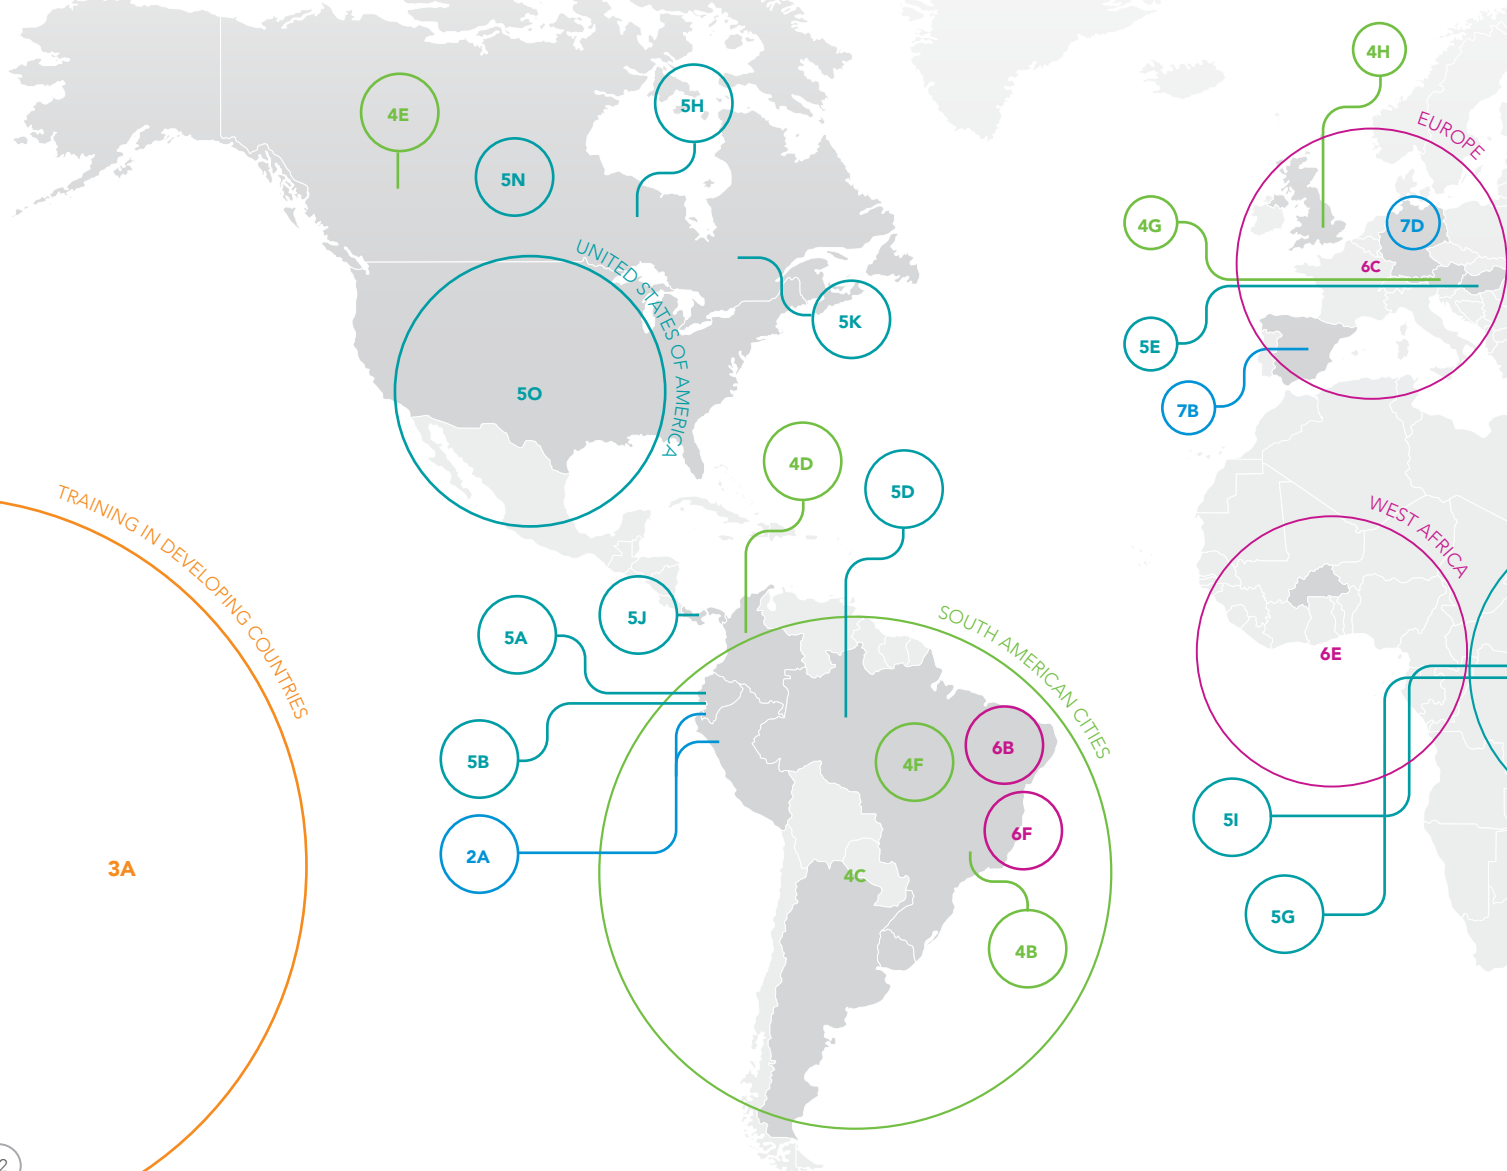 4H
4E
5H
EUROPE
5N
4G
7D
6C
UNITED STATES OF AMERICA
5K
5E
5O
7B
4D
5D
TRAINING IN DEVELOPING COUNTRIES
WEST AFRICA
5J
5A
SOUTH AMERICAN CITIES
6E
5B
4F
6B
5I
6F
2A
3A
4C
5G
4B
2